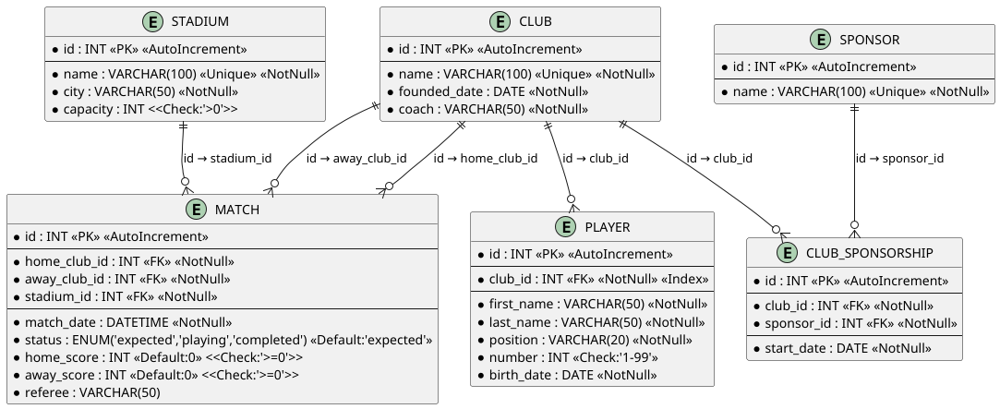 E STADIUM
id : INT «PK» «AutoIncrement»
name : VARCHAR(100) «Unique» «NotNull»
city : VARCHAR(50) «NotNull»
capacity : INT <<Check:'>0'>>
E CLUB
id : INT «PK» «AutoIncrement»
name : VARCHAR(100) «Unique» «NotNull»
founded_date : DATE «NotNull»
coach : VARCHAR(50) «NotNull»
E SPONSOR
id : INT «PK» «AutoIncrement»
name : VARCHAR(100) «Unique» «NotNull»
id → stadium_id
id → away_club_id
id → home_club_id
id → club_id
id → club_id
id → sponsor_id
E MATCH
id : INT «PK» «AutoIncrement»
home_club_id : INT «FK» «NotNull»
away_club_id : INT «FK» «NotNull»
stadium_id : INT «FK» «NotNull»
match_date : DATETIME «NotNull»
status : ENUM('expected','playing','completed') «Default:'expected'»
home_score : INT «Default:0» <<Check:'>=0'>>
away_score : INT «Default:0» <<Check:'>=0'>>
referee : VARCHAR(50)
E PLAYER
id : INT «PK» «AutoIncrement»
club_id : INT «FK» «NotNull» «Index»
first_name : VARCHAR(50) «NotNull»
last_name : VARCHAR(50) «NotNull»
position : VARCHAR(20) «NotNull»
number : INT «Check:'1-99'»
birth_date : DATE «NotNull»
E CLUB_SPONSORSHIP
id : INT «PK» «AutoIncrement»
club_id : INT «FK» «NotNull»
sponsor_id : INT «FK» «NotNull»
start_date : DATE «NotNull»